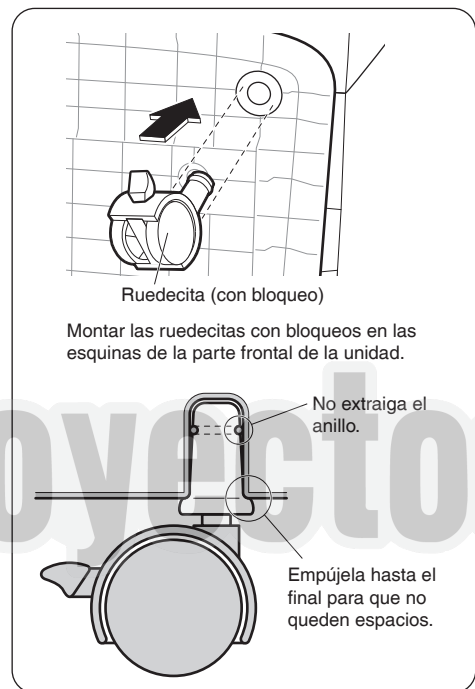 Ruedecita (con bloqueo)
Montar las ruedecitas con bloqueos en las
esquinas de la parte frontal de la unidad.
No extraiga el
anillo.
oyecto
Empújela hasta el
final para que no
queden espacios.